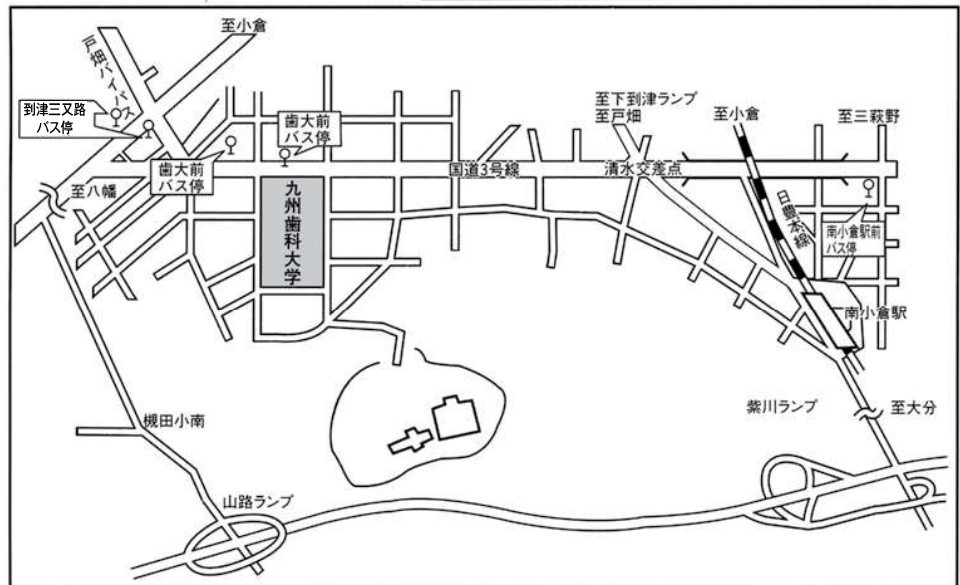 至小倉
戸畑バイパス
到津三又路
バス停
歯大前
バス停
歯大前
バス停
至八幡
九州歯科大学
国道3号線
至下到津ランプ
至戸畑
清水交差点
至小倉
至三萩野
日豊本線
南小倉駅前
バス停
南小倉駅
槻田小南
紫川ランプ
至大分
山路ランプ